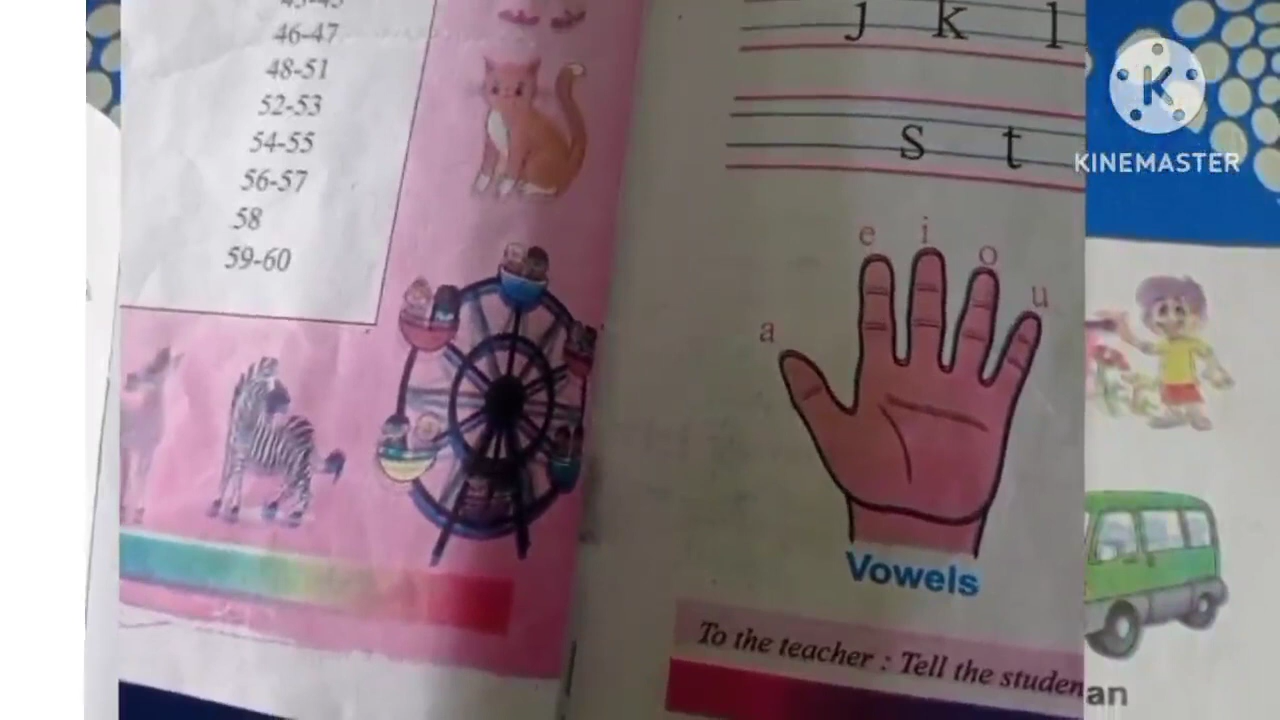 46-47
48-51
52-53
54-55
56-57
58
59-60
j k l
s t
e i o
a u
Vowels
To the teacher : Tell the studen
an
K
KINEMASTER